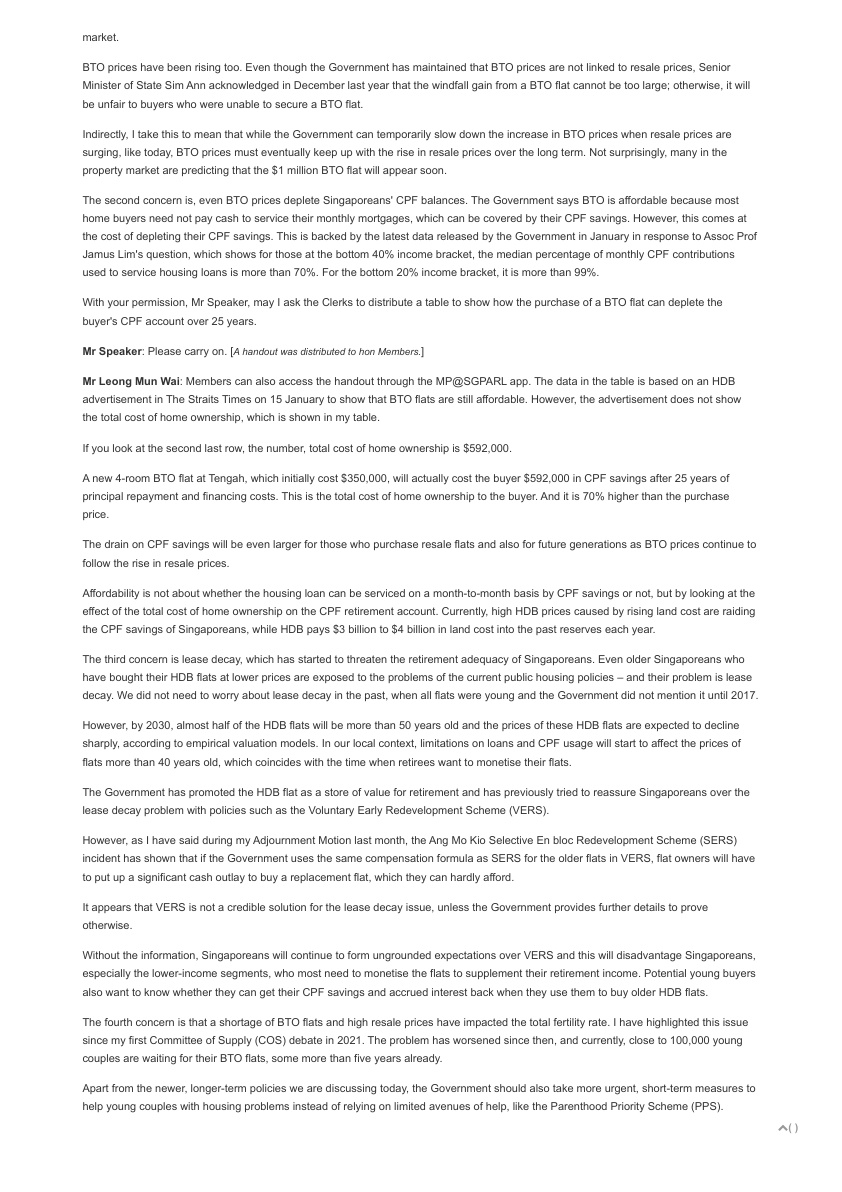 market.
BTO prices have been rising too. Even though the Government has maintained that BTO prices are not linked to resale prices, Senior
Minister of State Sim Ann acknowledged in December last year that the windfall gain from a BTO flat cannot be too large; otherwise, it will
be unfair to buyers who were unable to secure a BTO flat.
Indirectly, I take this to mean that while the Government can temporarily slow down the increase in BTO prices when resale prices are
surging, like today, BTO prices must eventually keep up with the rise in resale prices over the long term. Not surprisingly, many in the
property market are predicting that the $1 million BTO flat will appear soon.
The second concern is, even BTO prices deplete Singaporeans' CPF balances. The Government says BTO is affordable because most
home buyers need not pay cash to service their monthly mortgages, which can be covered by their CPF savings. However, this comes at
the cost of depleting their CPF savings. This is backed by the latest data released by the Government in January in response to Assoc Prof
Jamus Lim's question, which shows for those at the bottom 40% income bracket, the median percentage of monthly CPF contributions
used to service housing loans is more than 70%. For the bottom 20% income bracket, it is more than 99%.
With your permission, Mr Speaker, may I ask the Clerks to distribute a table to show how the purchase of a BTO flat can deplete the
buyer's CPF account over 25 years.
Mr Speaker: Please carry on. [A handout was distributed to hon Members.]
Mr Leong Mun Wai: Members can also access the handout through the MP@SGPARL app. The data in the table is based on an HDB
advertisement in The Straits Times on 15 January to show that BTO flats are still affordable. However, the advertisement does not show
the total cost of home ownership, which is shown in my table.
If you look at the second last row, the number, total cost of home ownership is $592,000.
A new 4-room BTO flat at Tengah, which initially cost $350,000, will actually cost the buyer $592,000 in CPF savings after 25 years of
principal repayment and financing costs. This is the total cost of home ownership to the buyer. And it is 70% higher than the purchase
price.
The drain on CPF savings will be even larger for those who purchase resale flats and also for future generations as BTO prices continue to
follow the rise in resale prices.
Affordability is not about whether the housing loan can be serviced on a month-to-month basis by CPF savings or not, but by looking at the
effect of the total cost of home ownership on the CPF retirement account. Currently, high HDB prices caused by rising land cost are raiding
the CPF savings of Singaporeans, while HDB pays $3 billion to $4 billion in land cost into the past reserves each year.
The third concern is lease decay, which has started to threaten the retirement adequacy of Singaporeans. Even older Singaporeans who
have bought their HDB flats at lower prices are exposed to the problems of the current public housing policies – and their problem is lease
decay. We did not need to worry about lease decay in the past, when all flats were young and the Government did not mention it until 2017.
However, by 2030, almost half of the HDB flats will be more than 50 years old and the prices of these HDB flats are expected to decline
sharply, according to empirical valuation models. In our local context, limitations on loans and CPF usage will start to affect the prices of
flats more than 40 years old, which coincides with the time when retirees want to monetise their flats.
The Government has promoted the HDB flat as a store of value for retirement and has previously tried to reassure Singaporeans over the
lease decay problem with policies such as the Voluntary Early Redevelopment Scheme (VERS).
However, as I have said during my Adjournment Motion last month, the Ang Mo Kio Selective En bloc Redevelopment Scheme (SERS)
incident has shown that if the Government uses the same compensation formula as SERS for the older flats in VERS, flat owners will have
to put up a significant cash outlay to buy a replacement flat, which they can hardly afford.
It appears that VERS is not a credible solution for the lease decay issue, unless the Government provides further details to prove
otherwise.
Without the information, Singaporeans will continue to form ungrounded expectations over VERS and this will disadvantage Singaporeans,
especially the lower-income segments, who most need to monetise the flats to supplement their retirement income. Potential young buyers
also want to know whether they can get their CPF savings and accrued interest back when they use them to buy older HDB flats.
The fourth concern is that a shortage of BTO flats and high resale prices have impacted the total fertility rate. I have highlighted this issue
since my first Committee of Supply (COS) debate in 2021. The problem has worsened since then, and currently, close to 100,000 young
couples are waiting for their BTO flats, some more than five years already.
Apart from the newer, longer-term policies we are discussing today, the Government should also take more urgent, short-term measures to
help young couples with housing problems instead of relying on limited avenues of help, like the Parenthood Priority Scheme (PPS).
( )